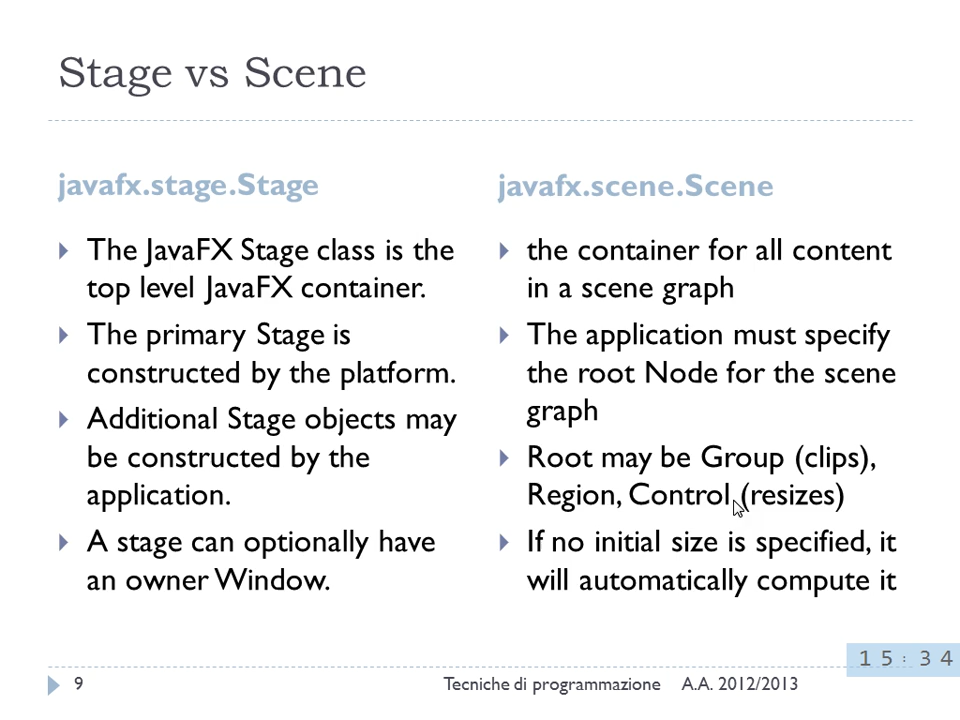 Stage vs Scene
javafx.stage.Stage
The JavaFX Stage class is the
top level JavaFX container.
The primary Stage is
constructed by the platform.
Additional Stage objects may
be constructed by the
application.
A stage can optionally have
an owner Window.
javafx.scene.Scene
the container for all content
in a scene graph
The application must specify
the root Node for the scene
graph
Root may be Group (clips),
Region, Control (resizes)
If no initial size is specified, it
will automatically compute it
15:34
9
Tecniche di programmazione A.A. 2012/2013